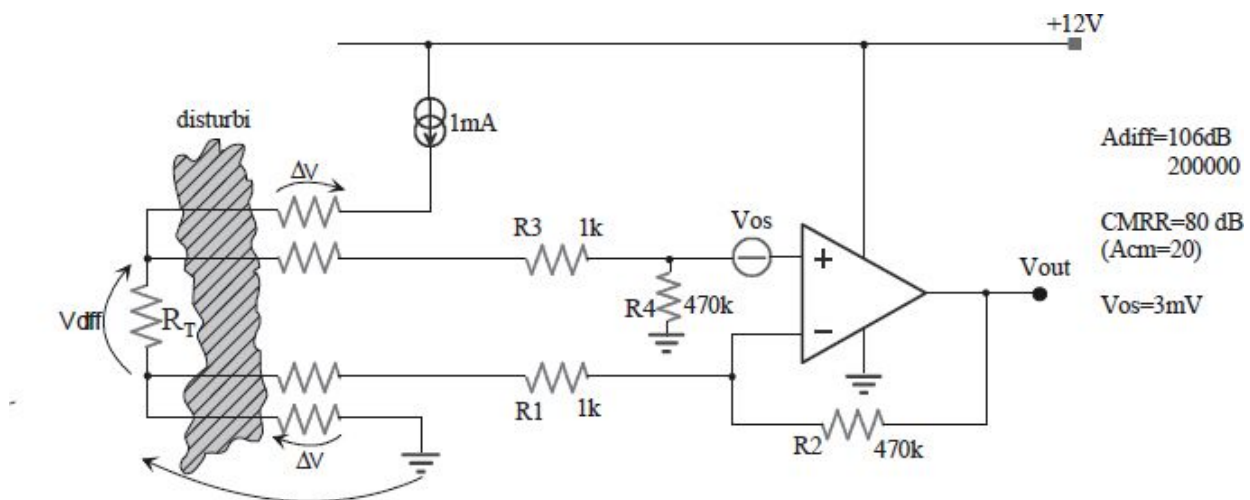 +12V
disturbi
1mA
ΔV
Adiff=106dB
200000
CMRR=80 dB
(Acm=20)
Vos=3mV
R3 1k
Vos
+
Vout
Vdiff
RT
R4 470k
−
R1 1k
R2 470k
ΔV